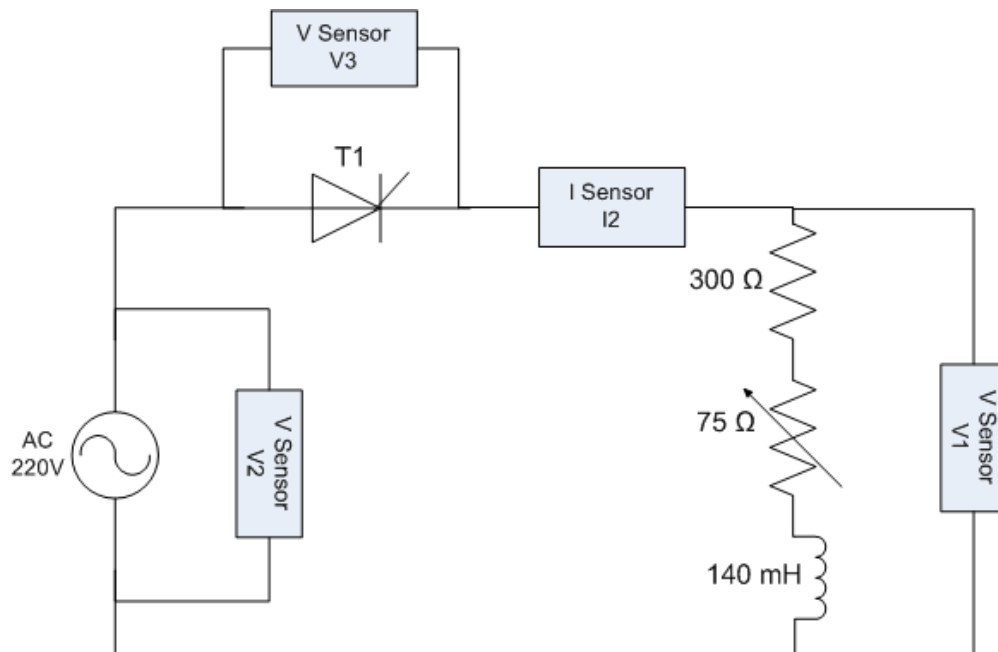 V Sensor
V3
T1
I Sensor
I2
300 Ω
75 Ω
V Sensor
V1
AC
220V
V Sensor
V2
140 mH